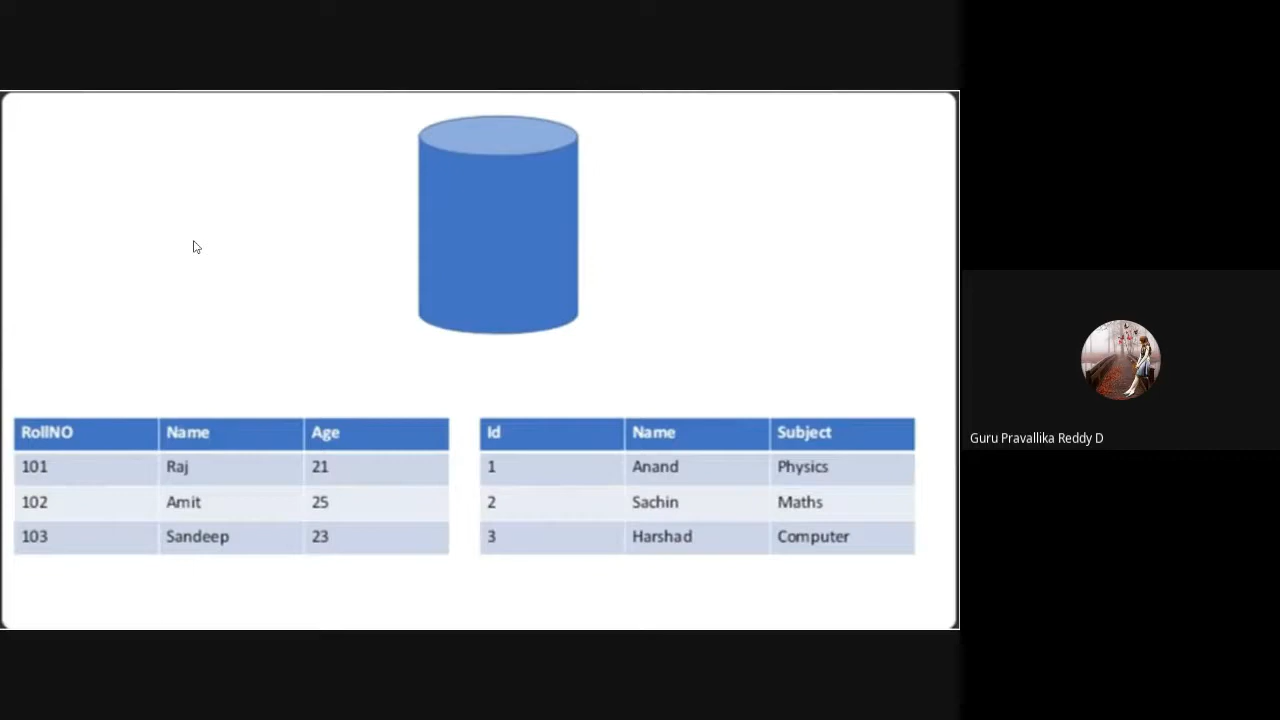 RollNO Name Age
101 Raj 21
102 Amit 25
103 Sandeep 23
Id Name Subject
1 Anand Physics
2 Sachin Maths
3 Harshad Computer
Guru Pravallika Reddy D